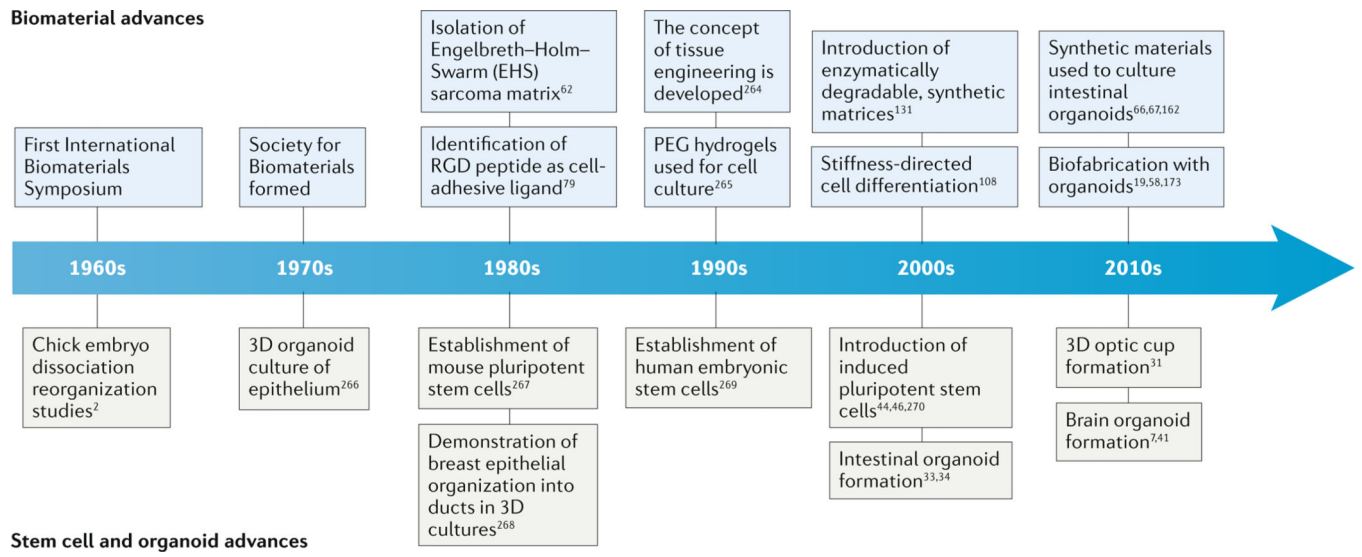 Biomaterial advances
First International
Biomaterials
Symposium
Society for
Biomaterials
formed
Isolation of
Engelbreth–Holm–
Swarm (EHS)
sarcoma matrix62
Identification of
RGD peptide as cell-
adhesive ligand79
The concept
of tissue
engineering is
developed264
PEG hydrogels
used for cell
culture265
Introduction of
enzymatically
degradable, synthetic
matrices131
Stiffness-directed
cell differentiation108
Synthetic materials
used to culture
intestinal
organoids66,67,162
Biofabrication with
organoids19,58,173
1960s
1970s
1980s
1990s
2000s
2010s
Chick embryo
dissociation
reorganization
studies2
3D organoid
culture of
epithelium266
Establishment of
mouse pluripotent
stem cells267
Demonstration of
breast epithelial
organization into
ducts in 3D
cultures268
Establishment of
human embryonic
stem cells269
Introduction of
induced
pluripotent stem
cells44,46,270
Intestinal organoid
formation33,34
3D optic cup
formation31
Brain organoid
formation7,41
Stem cell and organoid advances